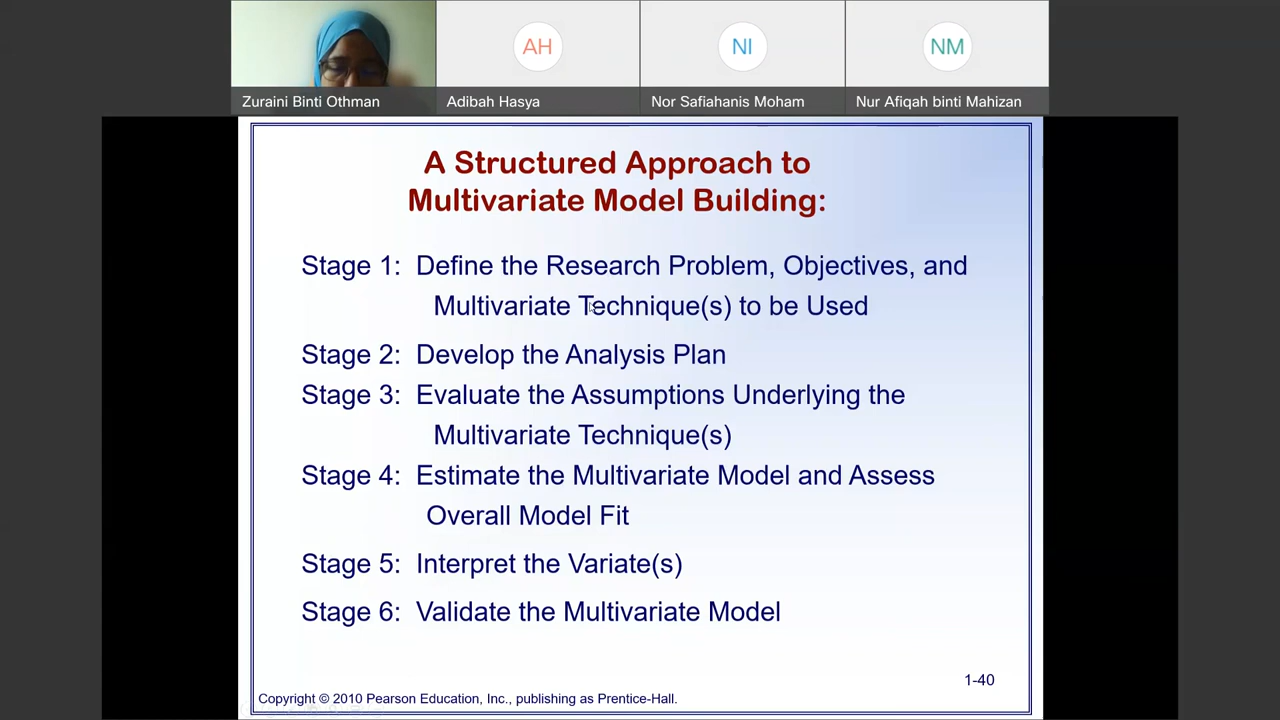 AH
NI
NM
Zuraini Binti Othman
Adibah Hasya
Nor Safiahanis Moham
Nur Afiqah binti Mahizan
A Structured Approach to
Multivariate Model Building:
Stage 1: Define the Research Problem, Objectives, and
Multivariate Technique(s) to be Used
Stage 2: Develop the Analysis Plan
Stage 3: Evaluate the Assumptions Underlying the
Multivariate Technique(s)
Stage 4: Estimate the Multivariate Model and Assess
Overall Model Fit
Stage 5: Interpret the Variate(s)
Stage 6: Validate the Multivariate Model
1-40
Copyright © 2010 Pearson Education, Inc., publishing as Prentice-Hall.